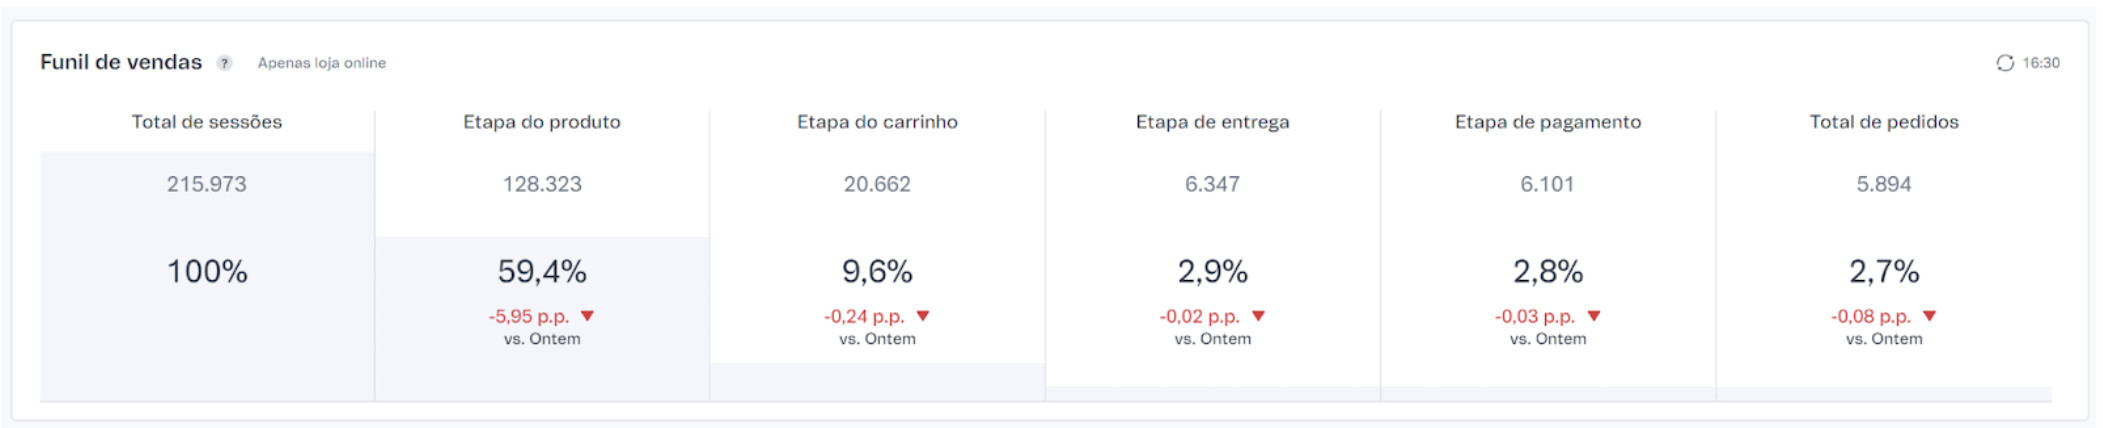 Funil de vendas ? Apenas loja online 16:30
Total de sessões Etapa do produto Etapa do carrinho Etapa de entrega Etapa de pagamento Total de pedidos
215.973 128.323 20.662 6.347 6.101 5.894
100% 59,4% 9,6% 2,9% 2,8% 2,7%
-5,95 p.p. ▼ -0,24 p.p. ▼ -0,02 p.p. ▼ -0,03 p.p. ▼ -0,08 p.p. ▼
vs. Ontem vs. Ontem vs. Ontem vs. Ontem vs. Ontem